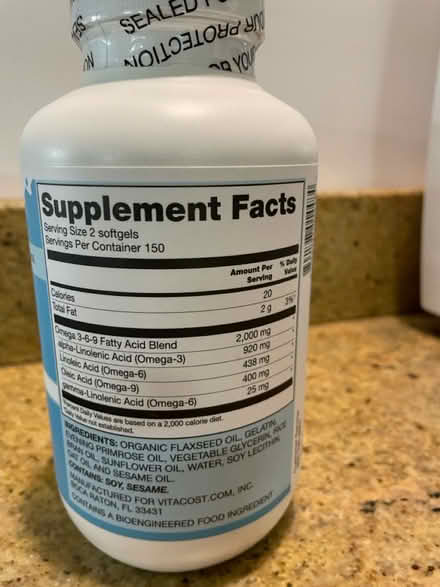 SEALED FOR YOUR PROTECTION
Supplement Facts
Serving Size 2 softgels
Servings Per Container 150
Amount Per Serving % Daily Value
Calories 20
Total Fat 2 g 3%*
Omega 3-6-9 Fatty Acid Blend 2,000 mg *
alpha-Linolenic Acid (Omega-3) 920 mg *
Linoleic Acid (Omega-6) 438 mg *
Oleic Acid (Omega-9) 400 mg *
gamma-Linolenic Acid (Omega-6) 25 mg *
Percent Daily Values are based on a 2,000 calorie diet.
*Daily Value not established.
INGREDIENTS: ORGANIC FLAXSEED OIL, GELATIN,
EVENING PRIMROSE OIL, VEGETABLE GLYCERIN, RICE
BRAN OIL, SUNFLOWER OIL, WATER, SOY LECITHIN,
OAT OIL AND SESAME OIL.
CONTAINS: SOY, SESAME.
MANUFACTURED FOR VITACOST.COM, INC.
BOCA RATON, FL 33431
CONTAINS A BIOENGINEERED FOOD INGREDIENT